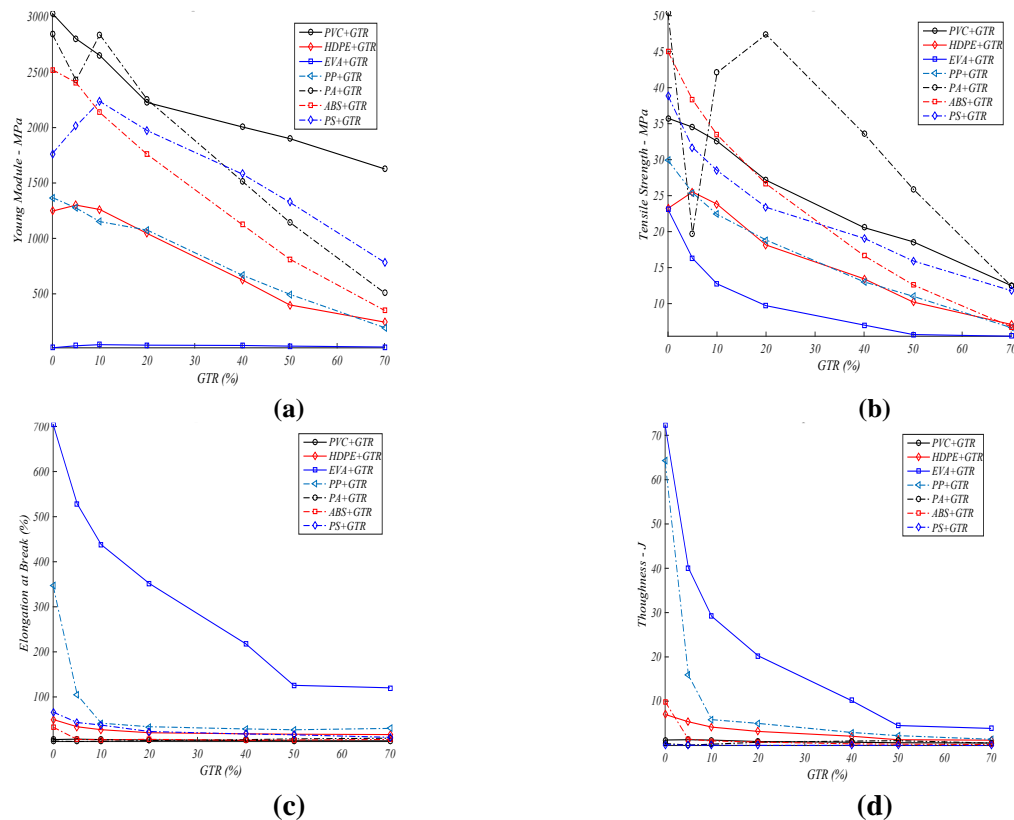 3000
2500
2000
1500
1000
500
Young Module - MPa
PVC+GTR
HDPE+GTR
EVA+GTR
PP+GTR
PA+GTR
ABS+GTR
PS+GTR
0 10 20 30 40 50 60 70
GTR (%)
(a)
50
45
40
35
30
25
20
15
10
Tensile Strength - MPa
PVC+GTR
HDPE+GTR
EVA+GTR
PP+GTR
PA+GTR
ABS+GTR
PS+GTR
0 10 20 30 40 50 60 70
GTR (%)
(b)
700
600
500
400
300
200
100
Elongation at Break (%)
PVC+GTR
HDPE+GTR
EVA+GTR
PP+GTR
PA+GTR
ABS+GTR
PS+GTR
0 10 20 30 40 50 60 70
GTR (%)
(c)
70
60
50
40
30
20
10
Thoughness - J
PVC+GTR
HDPE+GTR
EVA+GTR
PP+GTR
PA+GTR
ABS+GTR
PS+GTR
0 10 20 30 40 50 60 70
GTR (%)
(d)